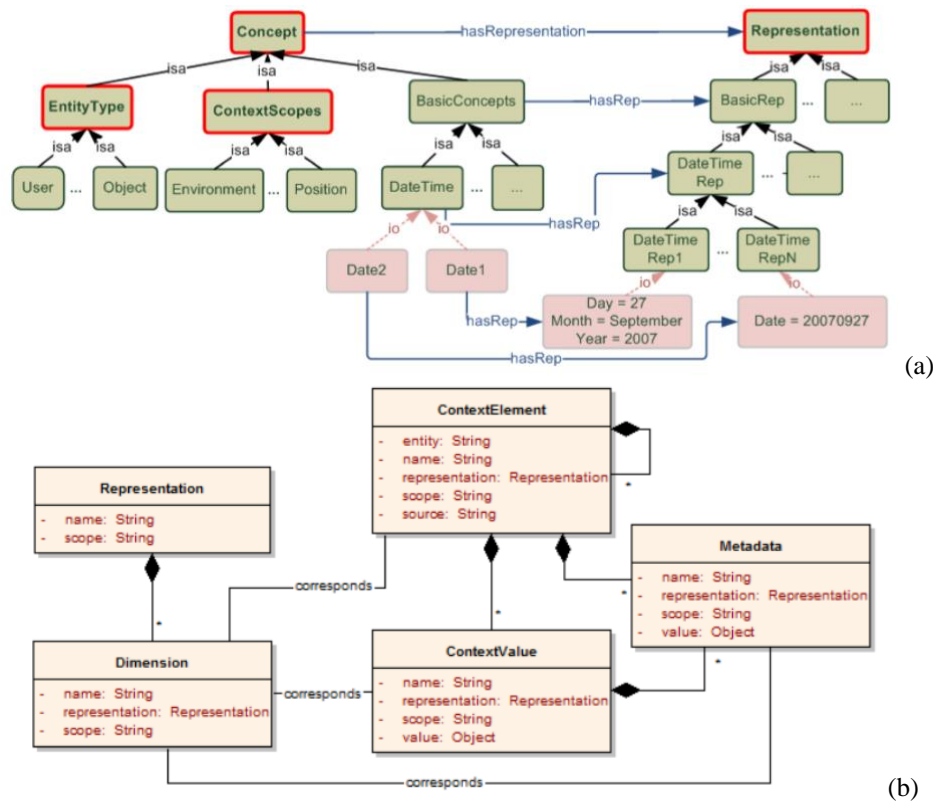 Concept
hasRepresentation
Representation
isa
isa
isa
isa
isa
EntityType
ContextScopes
BasicConcepts
hasRep
BasicRep
...
...
isa
isa
isa
isa
isa
isa
isa
isa
User
...
Object
Environment
...
Position
DateTime
...
...
DateTime
Rep
...
...
hasRep
io
io
isa
isa
Date2
Date1
DateTime
Rep1
...
DateTime
RepN
io
io
hasRep
Day = 27
Month = September
Year = 2007
Date = 20070927
hasRep
(a)
ContextElement
- entity: String
- name: String
- representation: Representation
- scope: String
- source: String
*
Representation
- name: String
- scope: String
*
Metadata
- name: String
- representation: Representation
- scope: String
- value: Object
*
corresponds
*
Dimension
- name: String
- representation: Representation
- scope: String
corresponds
ContextValue
- name: String
- representation: Representation
- scope: String
- value: Object
*
corresponds
(b)